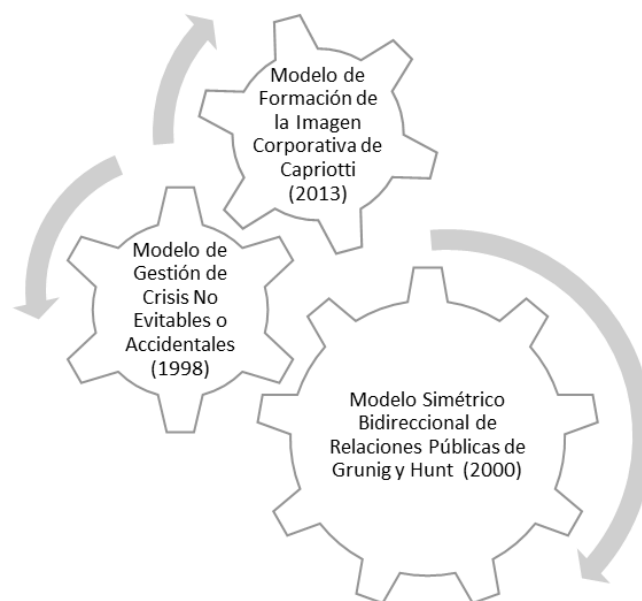 Modelo de
Formación de
la Imagen
Corporativa de
Capriotti
(2013)
Modelo de
Gestión de
Crisis No
Evitables o
Accidentales
(1998)
Modelo Simétrico
Bidireccional de
Relaciones Públicas de
Grunig y Hunt (2000)